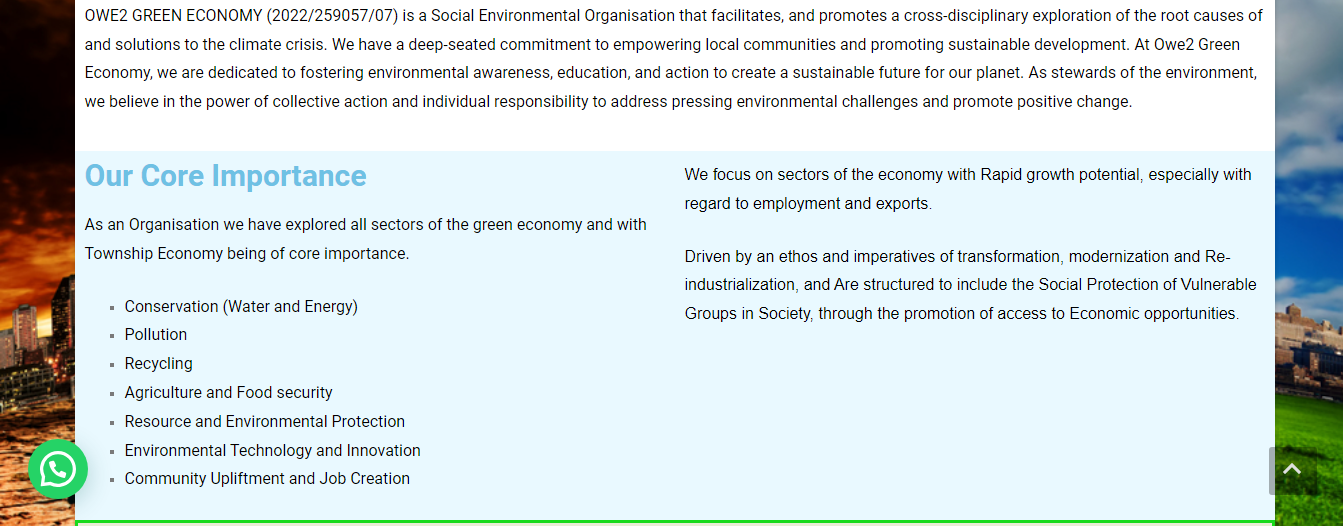 OWE2 GREEN ECONOMY (2022/259057/07) is a Social Environmental Organisation that facilitates, and promotes a cross-disciplinary exploration of the root causes of
and solutions to the climate crisis. We have a deep-seated commitment to empowering local communities and promoting sustainable development. At Owe2 Green
Economy, we are dedicated to fostering environmental awareness, education, and action to create a sustainable future for our planet. As stewards of the environment,
we believe in the power of collective action and individual responsibility to address pressing environmental challenges and promote positive change.
Our Core Importance
As an Organisation we have explored all sectors of the green economy and with
Township Economy being of core importance.
Conservation (Water and Energy)
Pollution
Recycling
Agriculture and Food security
Resource and Environmental Protection
Environmental Technology and Innovation
Community Upliftment and Job Creation
We focus on sectors of the economy with Rapid growth potential, especially with
regard to employment and exports.
Driven by an ethos and imperatives of transformation, modernization and Re-
industrialization, and Are structured to include the Social Protection of Vulnerable
Groups in Society, through the promotion of access to Economic opportunities.